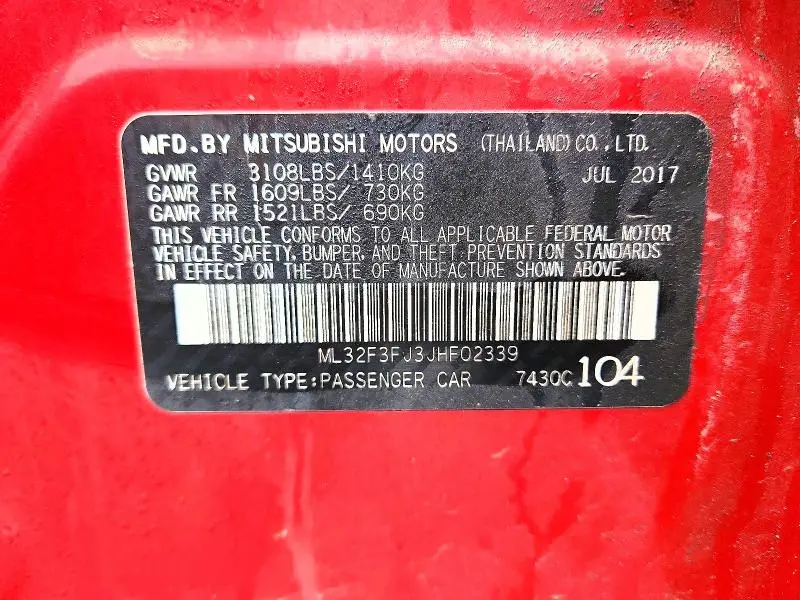 MFD.BY MITSUBISHI MOTORS (THAILAND)CO.,LTD.
GVWR 3108LBS/1410KG JUL 2017
GAWR FR 1609LBS/ 730KG
GAWR RR 1521LBS/ 690KG
THIS VEHICLE CONFORMS TO ALL APPLICABLE FEDERAL MOTOR
VEHICLE SAFETY, BUMPER, AND THEFT PREVENTION STANDARDS
IN EFFECT ON THE DATE OF MANUFACTURE SHOWN ABOVE.
ML32F3FJ3JHF02339
VEHICLE TYPE:PASSENGER CAR 7430C 104